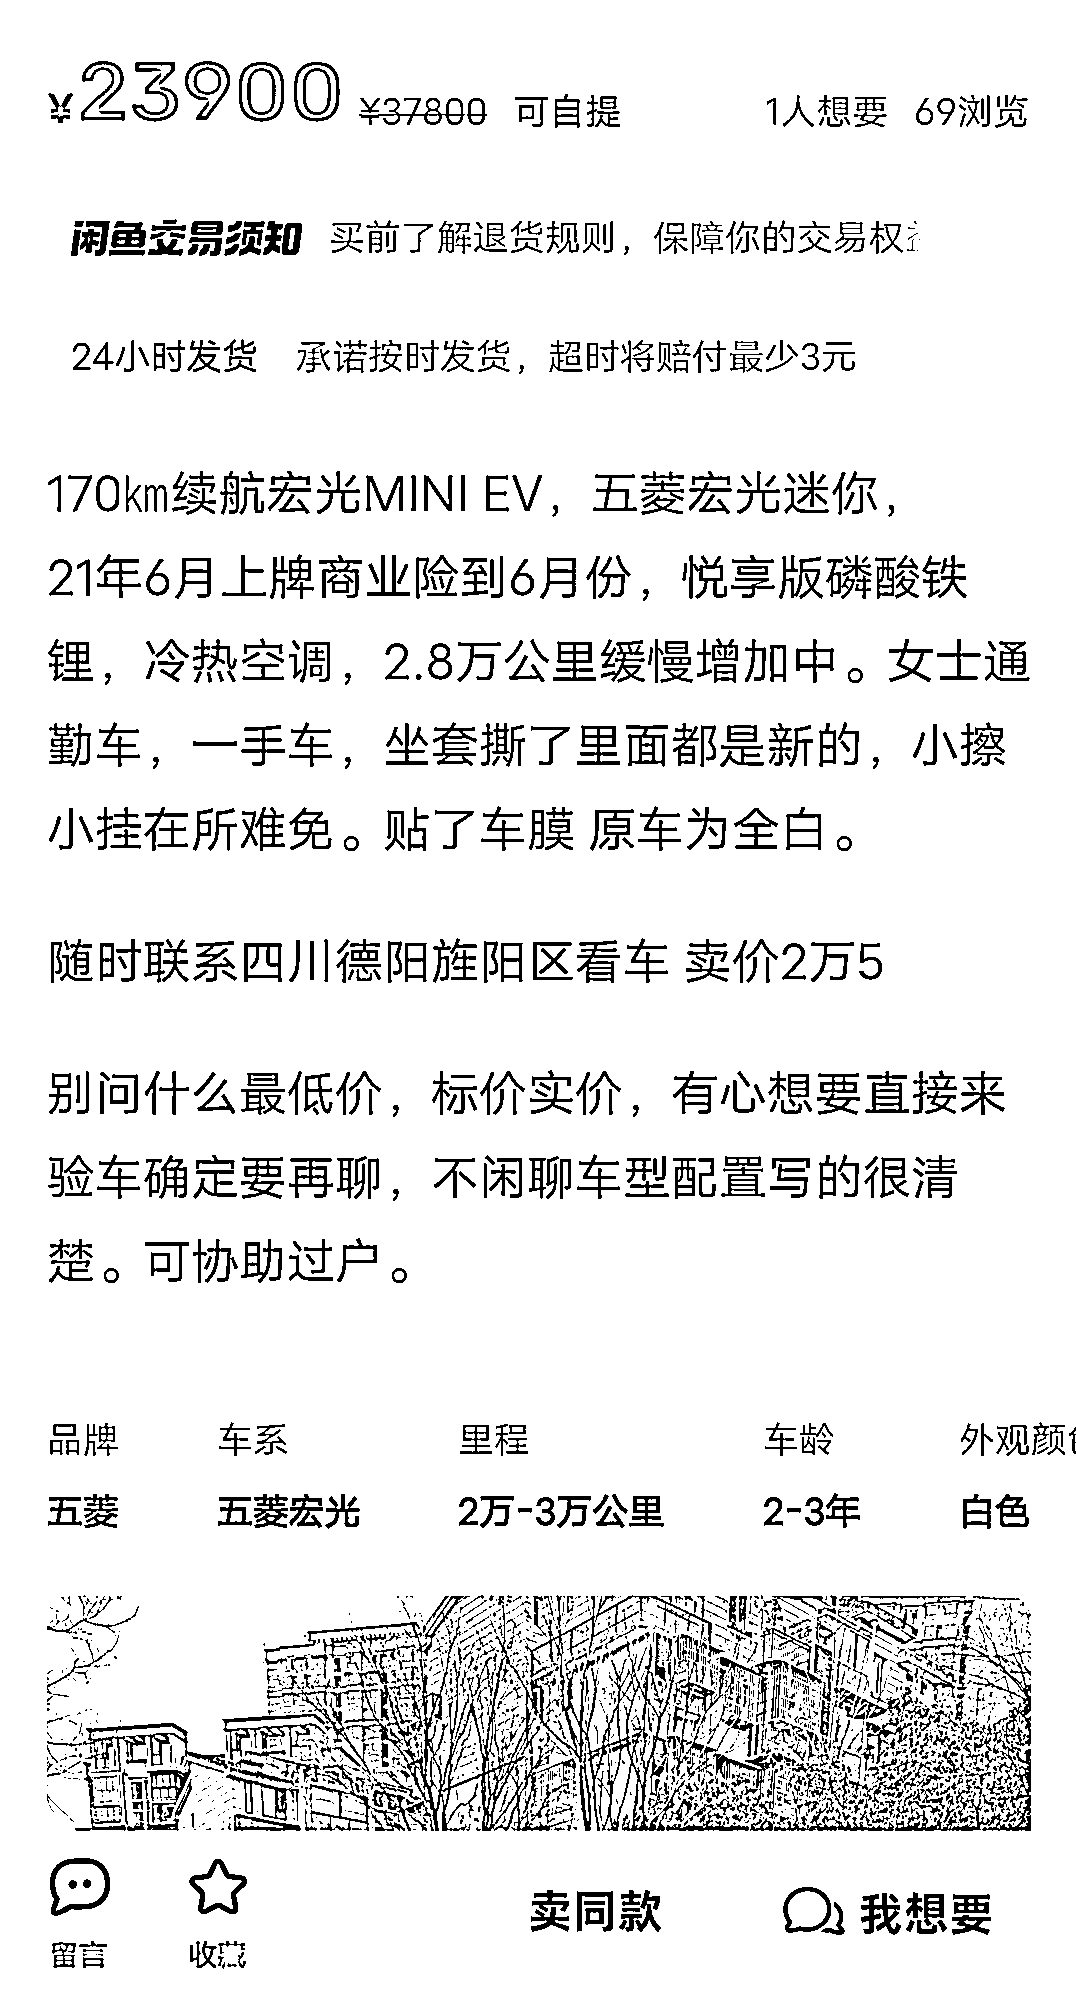 ¥23900 ¥37800 可自提 1人想要 69浏览
闲鱼交易须知 买前了解退货规则，保障你的交易权
24小时发货 承诺按时发货，超时将赔付最少3元
170km续航宏光MINI EV，五菱宏光迷你，
21年6月上牌商业险到6月份，悦享版磷酸铁
锂，冷热空调，2.8万公里缓慢增加中。女士通
勤车，一手车，坐套撕了里面都是新的，小擦
小挂在所难免。贴了车膜 原车为全白。
随时联系四川德阳旌阳区看车 卖价2万5
别问什么最低价，标价实价，有心想要直接来
验车确定要再聊，不闲聊车型配置写的很清
楚。可协助过户。
品牌 车系 里程 车龄 外观颜
五菱 五菱宏光 2万-3万公里 2-3年 白色
留言 收藏 卖同款 我想要